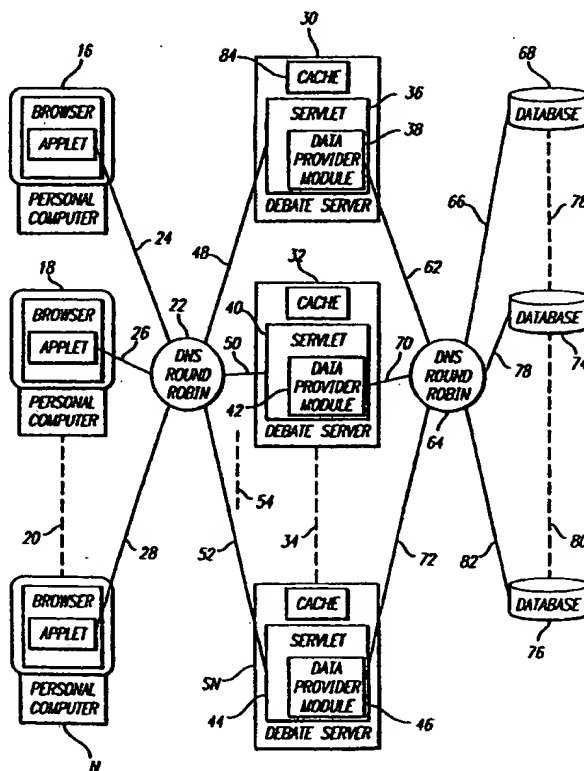 16
BROWSER
APPLET
PERSONAL
COMPUTER
24
18
BROWSER
APPLET
26
PERSONAL
COMPUTER
20
28
BROWSER
APPLET
PERSONAL
COMPUTER
N
22
DNS
ROUND
ROBIN
48
50
54
52
30
84
CACHE
36
SERVLET
38
DATA
PROVIDER
MODULE
DEBATE SERVER
32
CACHE
40
SERVLET
42
DATA
PROVIDER
MODULE
DEBATE SERVER
34
CACHE
SERVLET
SN
DATA
PROVIDER
MODULE
44
46
DEBATE SERVER
62
70
72
DNS
ROUND
ROBIN
64
66
78
82
68
DATABASE
78
DATABASE
74
80
DATABASE
76